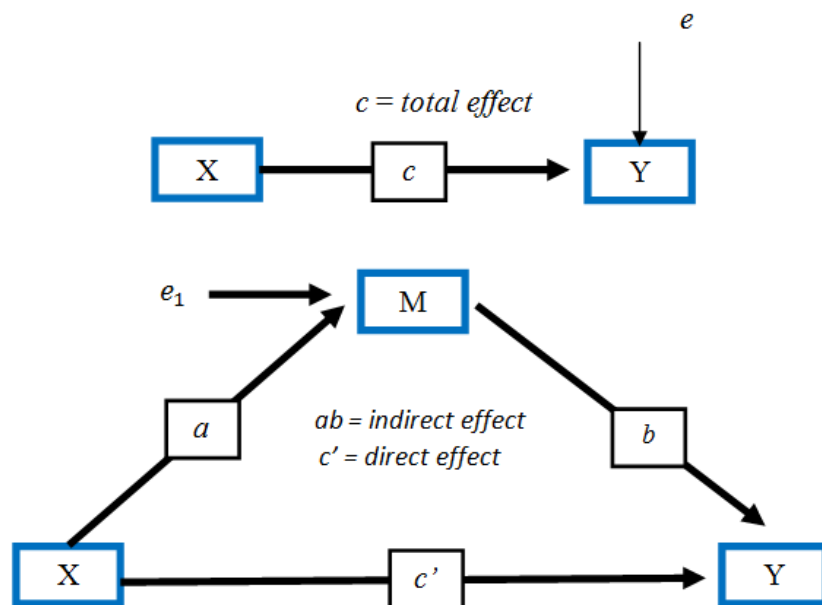 e
c = total effect
X
c
Y
e₁
M
a
ab = indirect effect
c' = direct effect
b
X
c'
Y